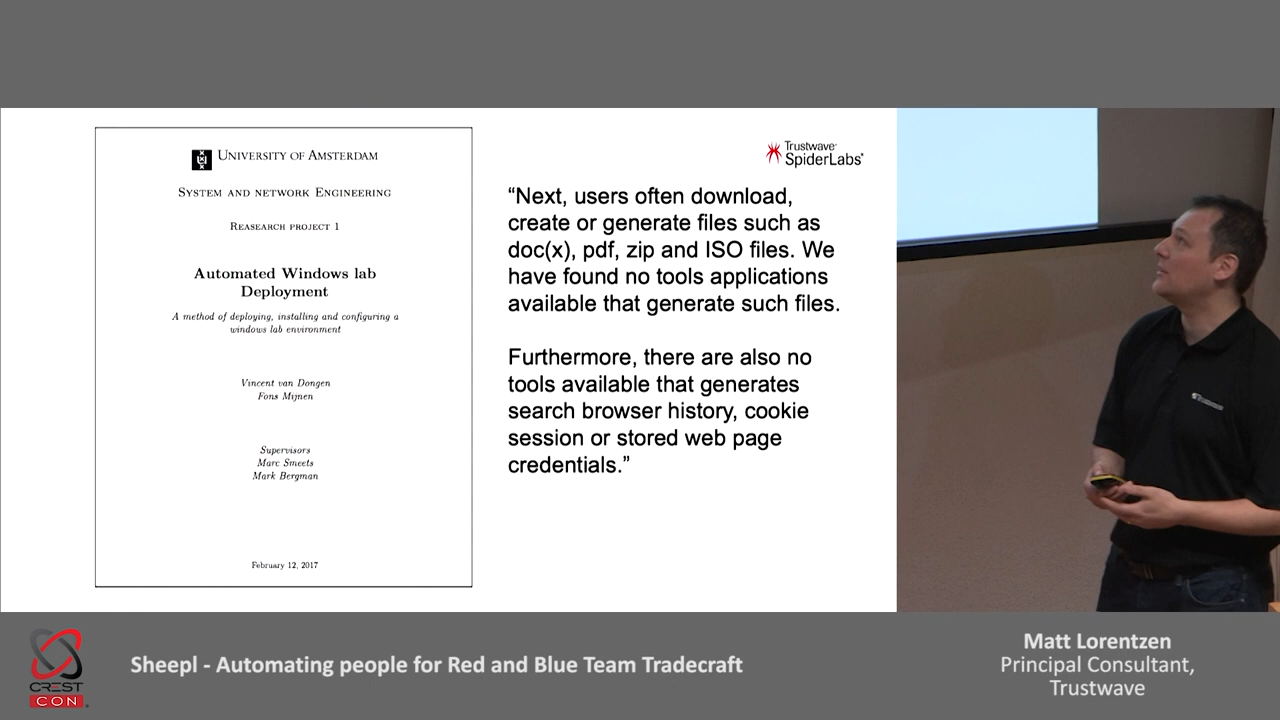 UNIVERSITY OF AMSTERDAM
SYSTEM AND NETWORK ENGINEERING
REASEARCH PROJECT 1
Automated Windows lab
Deployment
A method of deploying, installing and configuring a
windows lab environment
Vincent van Dongen
Fons Mijnen
Supervisors
Marc Smeets
Mark Bergman
February 12, 2017
Trustwave®
SpiderLabs®
“Next, users often download,
create or generate files such as
doc(x), pdf, zip and ISO files. We
have found no tools applications
available that generate such files.
Furthermore, there are also no
tools available that generates
search browser history, cookie
session or stored web page
credentials.”
CREST
CON
Sheepl - Automating people for Red and Blue Team Tradecraft
Matt Lorentzen
Principal Consultant,
Trustwave